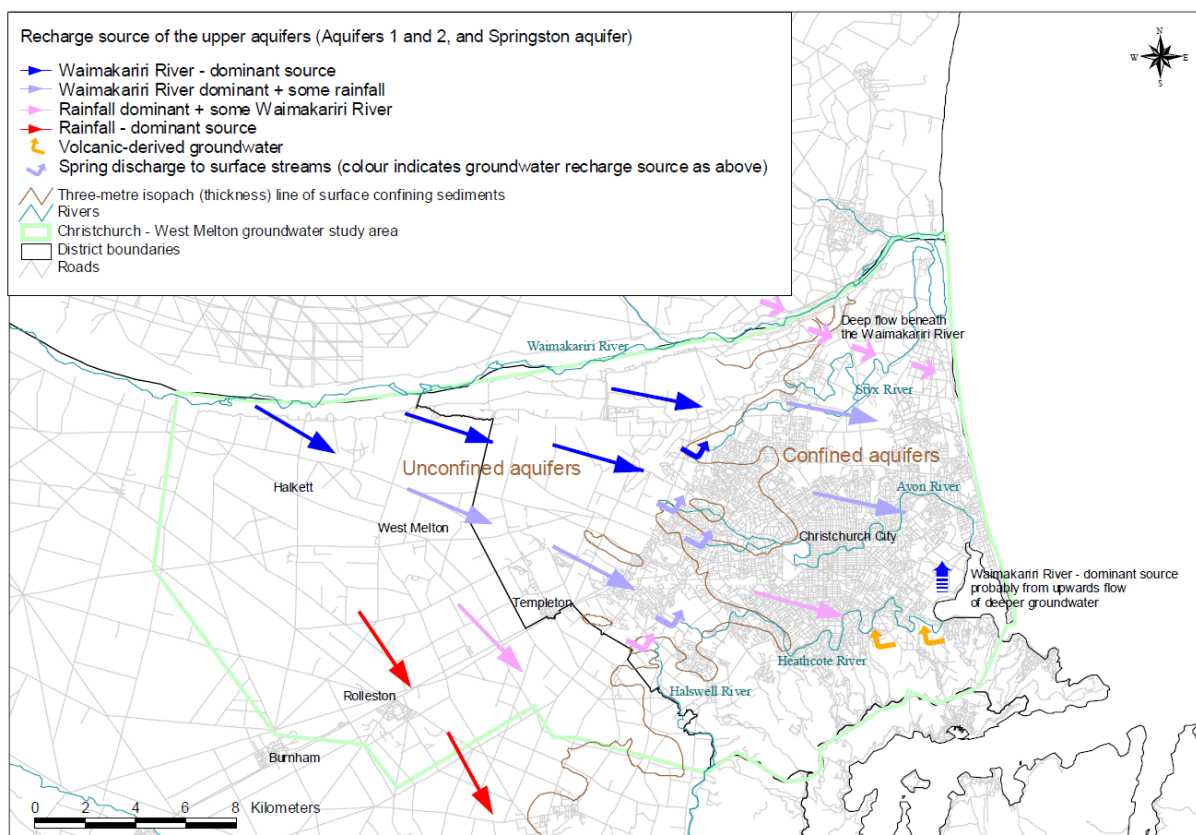 Recharge source of the upper aquifers (Aquifers 1 and 2, and Springston aquifer)
Waimakariri River - dominant source
Waimakariri River dominant + some rainfall
Rainfall dominant + some Waimakariri River
Rainfall - dominant source
Volcanic-derived groundwater
Spring discharge to surface streams (colour indicates groundwater recharge source as above)
Three-metre isopach (thickness) line of surface confining sediments
Rivers
Christchurch - West Melton groundwater study area
District boundaries
Roads
N
W
E
S
Deep flow beneath
the Waimakariri River
Waimakariri River
Styx River
Unconfined aquifers
Confined aquifers
Halkett
Avon River
West Melton
Christchurch City
Waimakariri River - dominant source
probably from upwards flow
of deeper groundwater
Templeton
Heathcote River
Rolleston
Halswell River
Burnham
0 2 4 6 8 Kilometers